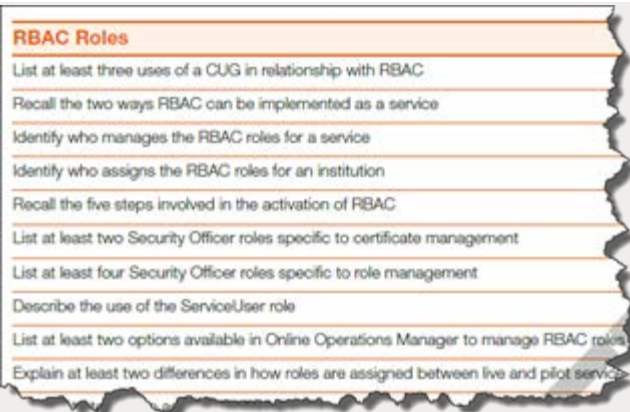 RBAC Roles
List at least three uses of a CUG in relationship with RBAC
Recall the two ways RBAC can be implemented as a service
Identify who manages the RBAC roles for a service
Identify who assigns the RBAC roles for an institution
Recall the five steps involved in the activation of RBAC
List at least two Security Officer roles specific to certificate management
List at least four Security Officer roles specific to role management
Describe the use of the ServiceUser role
List at least two options available in Online Operations Manager to manage RBAC roles
Explain at least two differences in how roles are assigned between live and pilot service